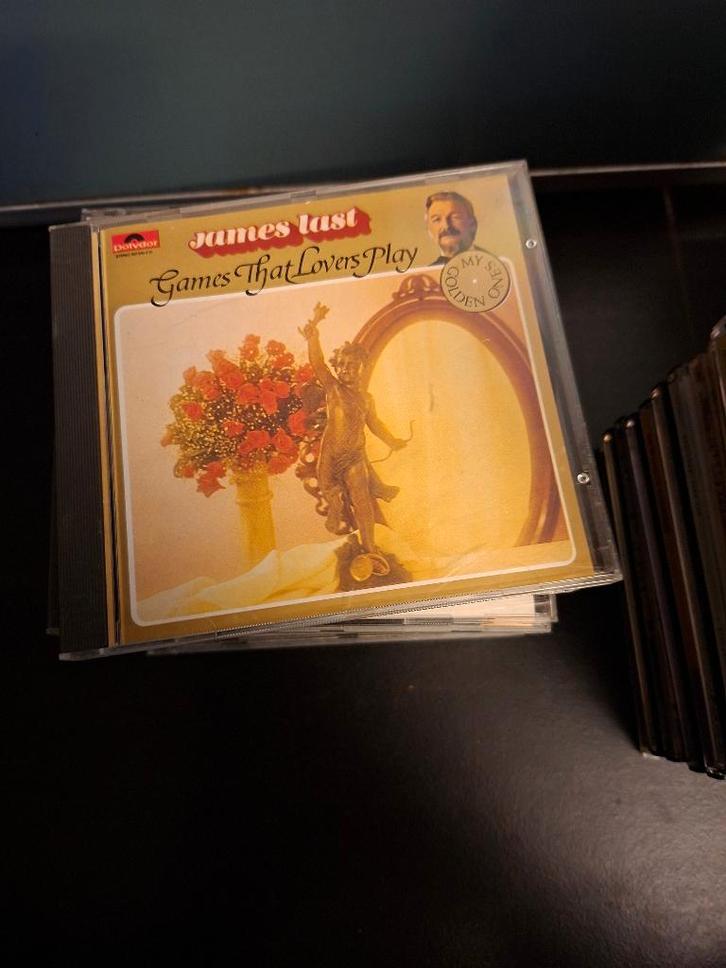 Polydor
james last
Games That Lovers Play
MY
GOLDEN ONES